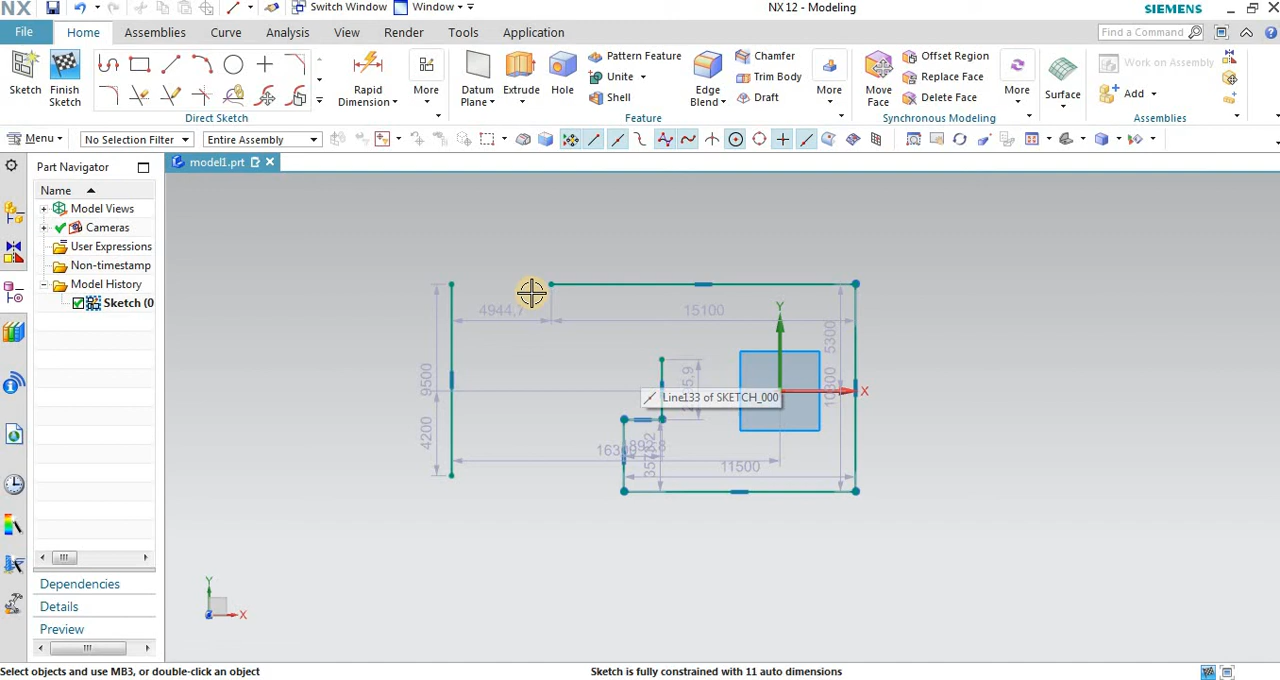 NX
Switch Window
Window
NX 12 - Modeling
SIEMENS
File
Home
Assemblies
Curve
Analysis
View
Render
Tools
Application
Find a Command
Sketch
Finish Sketch
Rapid Dimension
More
Direct Sketch
Datum Plane
Extrude
Hole
Pattern Feature
Unite
Shell
Edge Blend
Chamfer
Trim Body
Draft
More
Feature
Move Face
Offset Region
Replace Face
Delete Face
More
Synchronous Modeling
Surface
Work on Assembly
Add
Assemblies
Menu
No Selection Filter
Entire Assembly
Part Navigator
model1.prt
Name
Model Views
Cameras
User Expressions
Non-timestamp
Model History
Sketch (0
Dependencies
Details
Preview
4944,7
15100
Y
5300
9500
X
Line133 of SKETCH_000
4200
3578,2
11500
Y
X
Select objects and use MB3, or double-click an object
Sketch is fully constrained with 11 auto dimensions